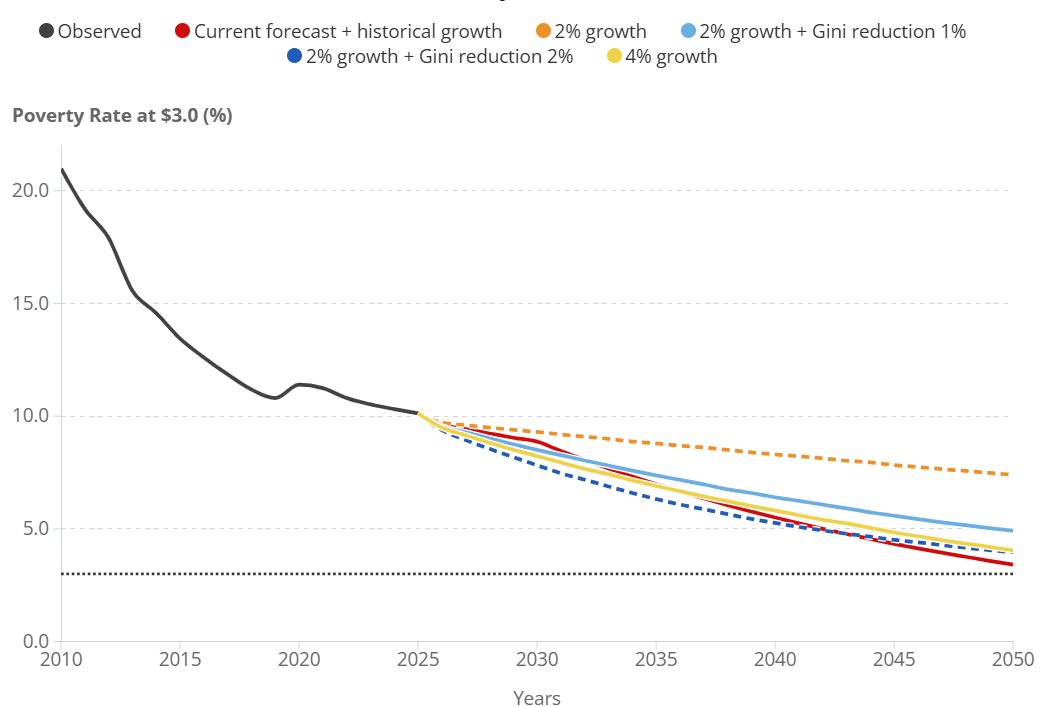 Observed Current forecast + historical growth 2% growth 2% growth + Gini reduction 1%
2% growth + Gini reduction 2% 4% growth
Poverty Rate at $3.0 (%)
20.0
15.0
10.0
5.0
0.0
2010 2015 2020 2025 2030 2035 2040 2045 2050
Years